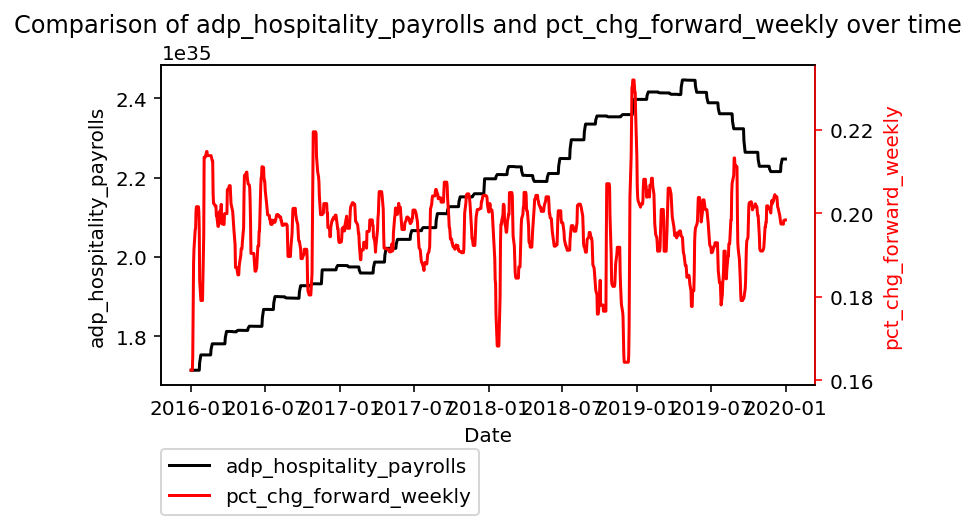 Comparison of adp_hospitality_payrolls and pct_chg_forward_weekly over time
1e35
2.4
2.2
2.0
1.8
adp_hospitality_payrolls
0.22
0.20
0.18
0.16
pct_chg_forward_weekly
2016-01
2016-07
2017-01
2017-07
2018-01
2018-07
2019-01
2019-07
2020-01
Date
adp_hospitality_payrolls
pct_chg_forward_weekly